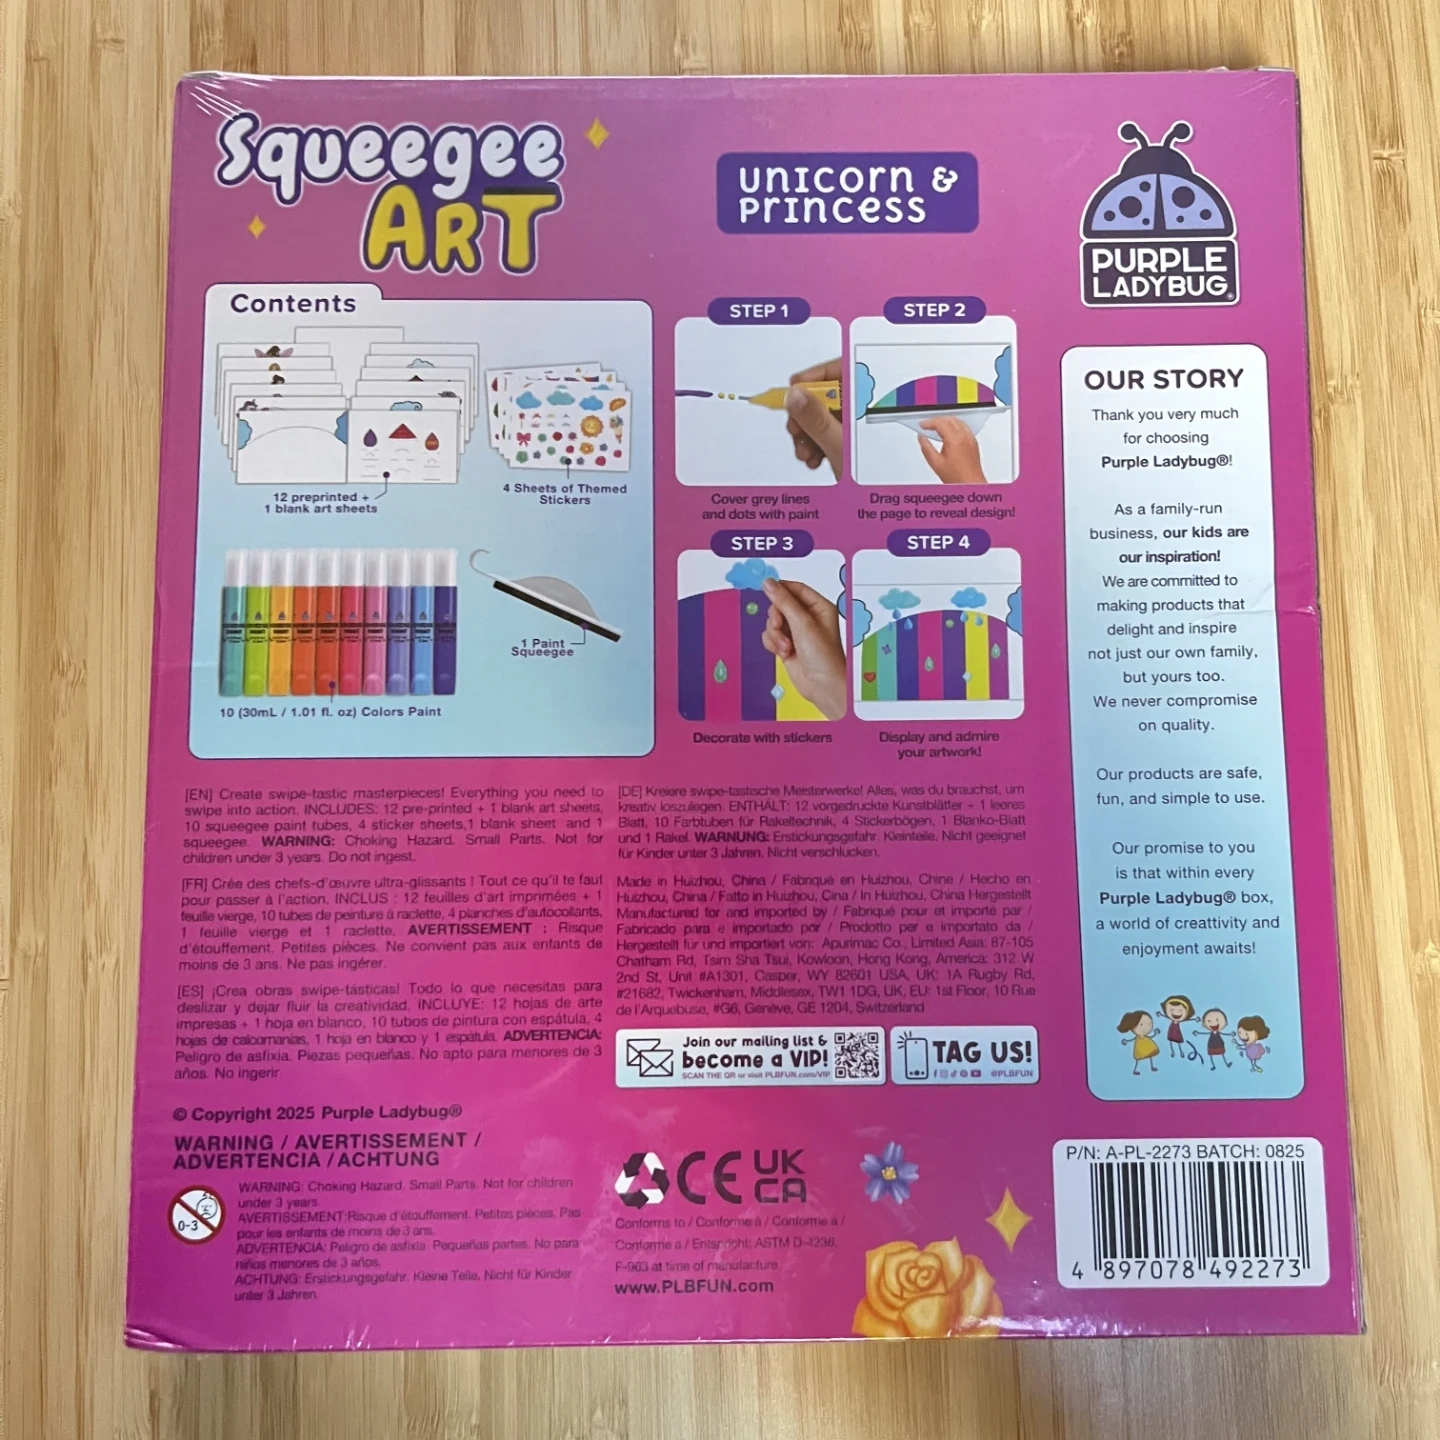 Squeegee
ART
UNICORN &
PRINCESS
PURPLE
LADYBUG®
Contents
12 preprinted +
1 blank art sheets
4 Sheets of Themed
Stickers
10 (30mL / 1.01 fl. oz) Colors Paint
1 Paint
Squeegee
STEP 1
Cover grey lines
and dots with paint
STEP 2
Drag squeegee down
the page to reveal design!
STEP 3
Decorate with stickers
STEP 4
Display and admire
your artwork!
OUR STORY
Thank you very much
for choosing
Purple Ladybug®!
As a family-run
business, our kids are
our inspiration!
We are committed to
making products that
delight and inspire
not just our own family,
but yours too.
We never compromise
on quality.
Our products are safe,
fun, and simple to use.
Our promise to you
is that within every
Purple Ladybug® box,
a world of creattivity and
enjoyment awaits!
[EN] Create swipe-tastic masterpieces! Everything you need to
swipe into action. INCLUDES: 12 pre-printed + 1 blank art sheets,
10 squeegee paint tubes, 4 sticker sheets,1 blank sheet and 1
squeegee. WARNING: Choking Hazard. Small Parts. Not for
children under 3 years. Do not ingest.
[FR] Crée des chefs-d'œuvre ultra-glissants ! Tout ce qu'il te faut
pour passer à l'action. INCLUS : 12 feuilles d'art imprimées + 1
feuille vierge, 10 tubes de peinture à raclette, 4 planches d'autocollants,
1 feuille vierge et 1 raclette. AVERTISSEMENT : Risque
d'étouffement. Petites pièces. Ne convient pas aux enfants de
moins de 3 ans. Ne pas ingérer.
[ES] ¡Crea obras swipe-tásticas! Todo lo que necesitas para
deslizar y dejar fluir la creatividad. INCLUYE: 12 hojas de arte
impresas + 1 hoja en blanco, 10 tubos de pintura con espátula, 4
hojas de calcomanías, 1 hoja en blanco y 1 espátula. ADVERTENCIA:
Peligro de asfixia. Piezas pequeñas. No apto para menores de 3
años. No ingerir.
[DE] Kreiere swipe-tastische Meisterwerke! Alles, was du brauchst, um
kreativ loszulegen. ENTHÄLT: 12 vorgedruckte Kunstblätter + 1 leeres
Blatt, 10 Farbtuben für Rakeltechnik, 4 Stickerbögen, 1 Blanko-Blatt
und 1 Rakel. WARNUNG: Erstickungsgefahr. Kleinteile. Nicht geeignet
für Kinder unter 3 Jahren. Nicht verschlucken.
Made in Huizhou, China / Fabriqué en Huizhou, Chine / Hecho en
Huizhou, China / Fatto in Huizhou, Cina / In Huizhou, China Hergestellt
Manufactured for and imported by / Fabriqué pour et importé par /
Fabricado para e importado por / Prodotto per e importato da /
Hergestellt für und importiert von: Apurimac Co., Limited Asia: 87-105
Chatham Rd, Tsim Sha Tsui, Kowloon, Hong Kong, America: 312 W
2nd St, Unit #A1301, Casper, WY 82601 USA, UK: 1A Rugby Rd,
#21682, Twickenham, Middlesex, TW1 1DG, UK, EU: 1st Floor, 10 Rue
de l'Arquebuse, #G6, Genève, GE 1204, Switzerland
Join our mailing list &
become a VIP!
SCAN THE QR or visit PLBFUN.com/VIP
TAG US!
@PLBFUN
© Copyright 2025 Purple Ladybug®
WARNING / AVERTISSEMENT /
ADVERTENCIA / ACHTUNG
0-3
WARNING: Choking Hazard. Small Parts. Not for children
under 3 years.
AVERTISSEMENT:Risque d'étouffement. Petites pièces. Pas
pour les enfants de moins de 3 ans.
ADVERTENCIA: Peligro de asfixia. Pequeñas partes. No para
niños menores de 3 años.
ACHTUNG: Erstickungsgefahr. Kleine Teile. Nicht für Kinder
unter 3 Jahren.
CE
UK
CA
Conforms to / Conforme à / Conforme a /
Conforme a / Entspricht: ASTM D-4236,
F-963 at time of manufacture
www.PLBFUN.com
P/N: A-PL-2273 BATCH: 0825
4 897078 492273